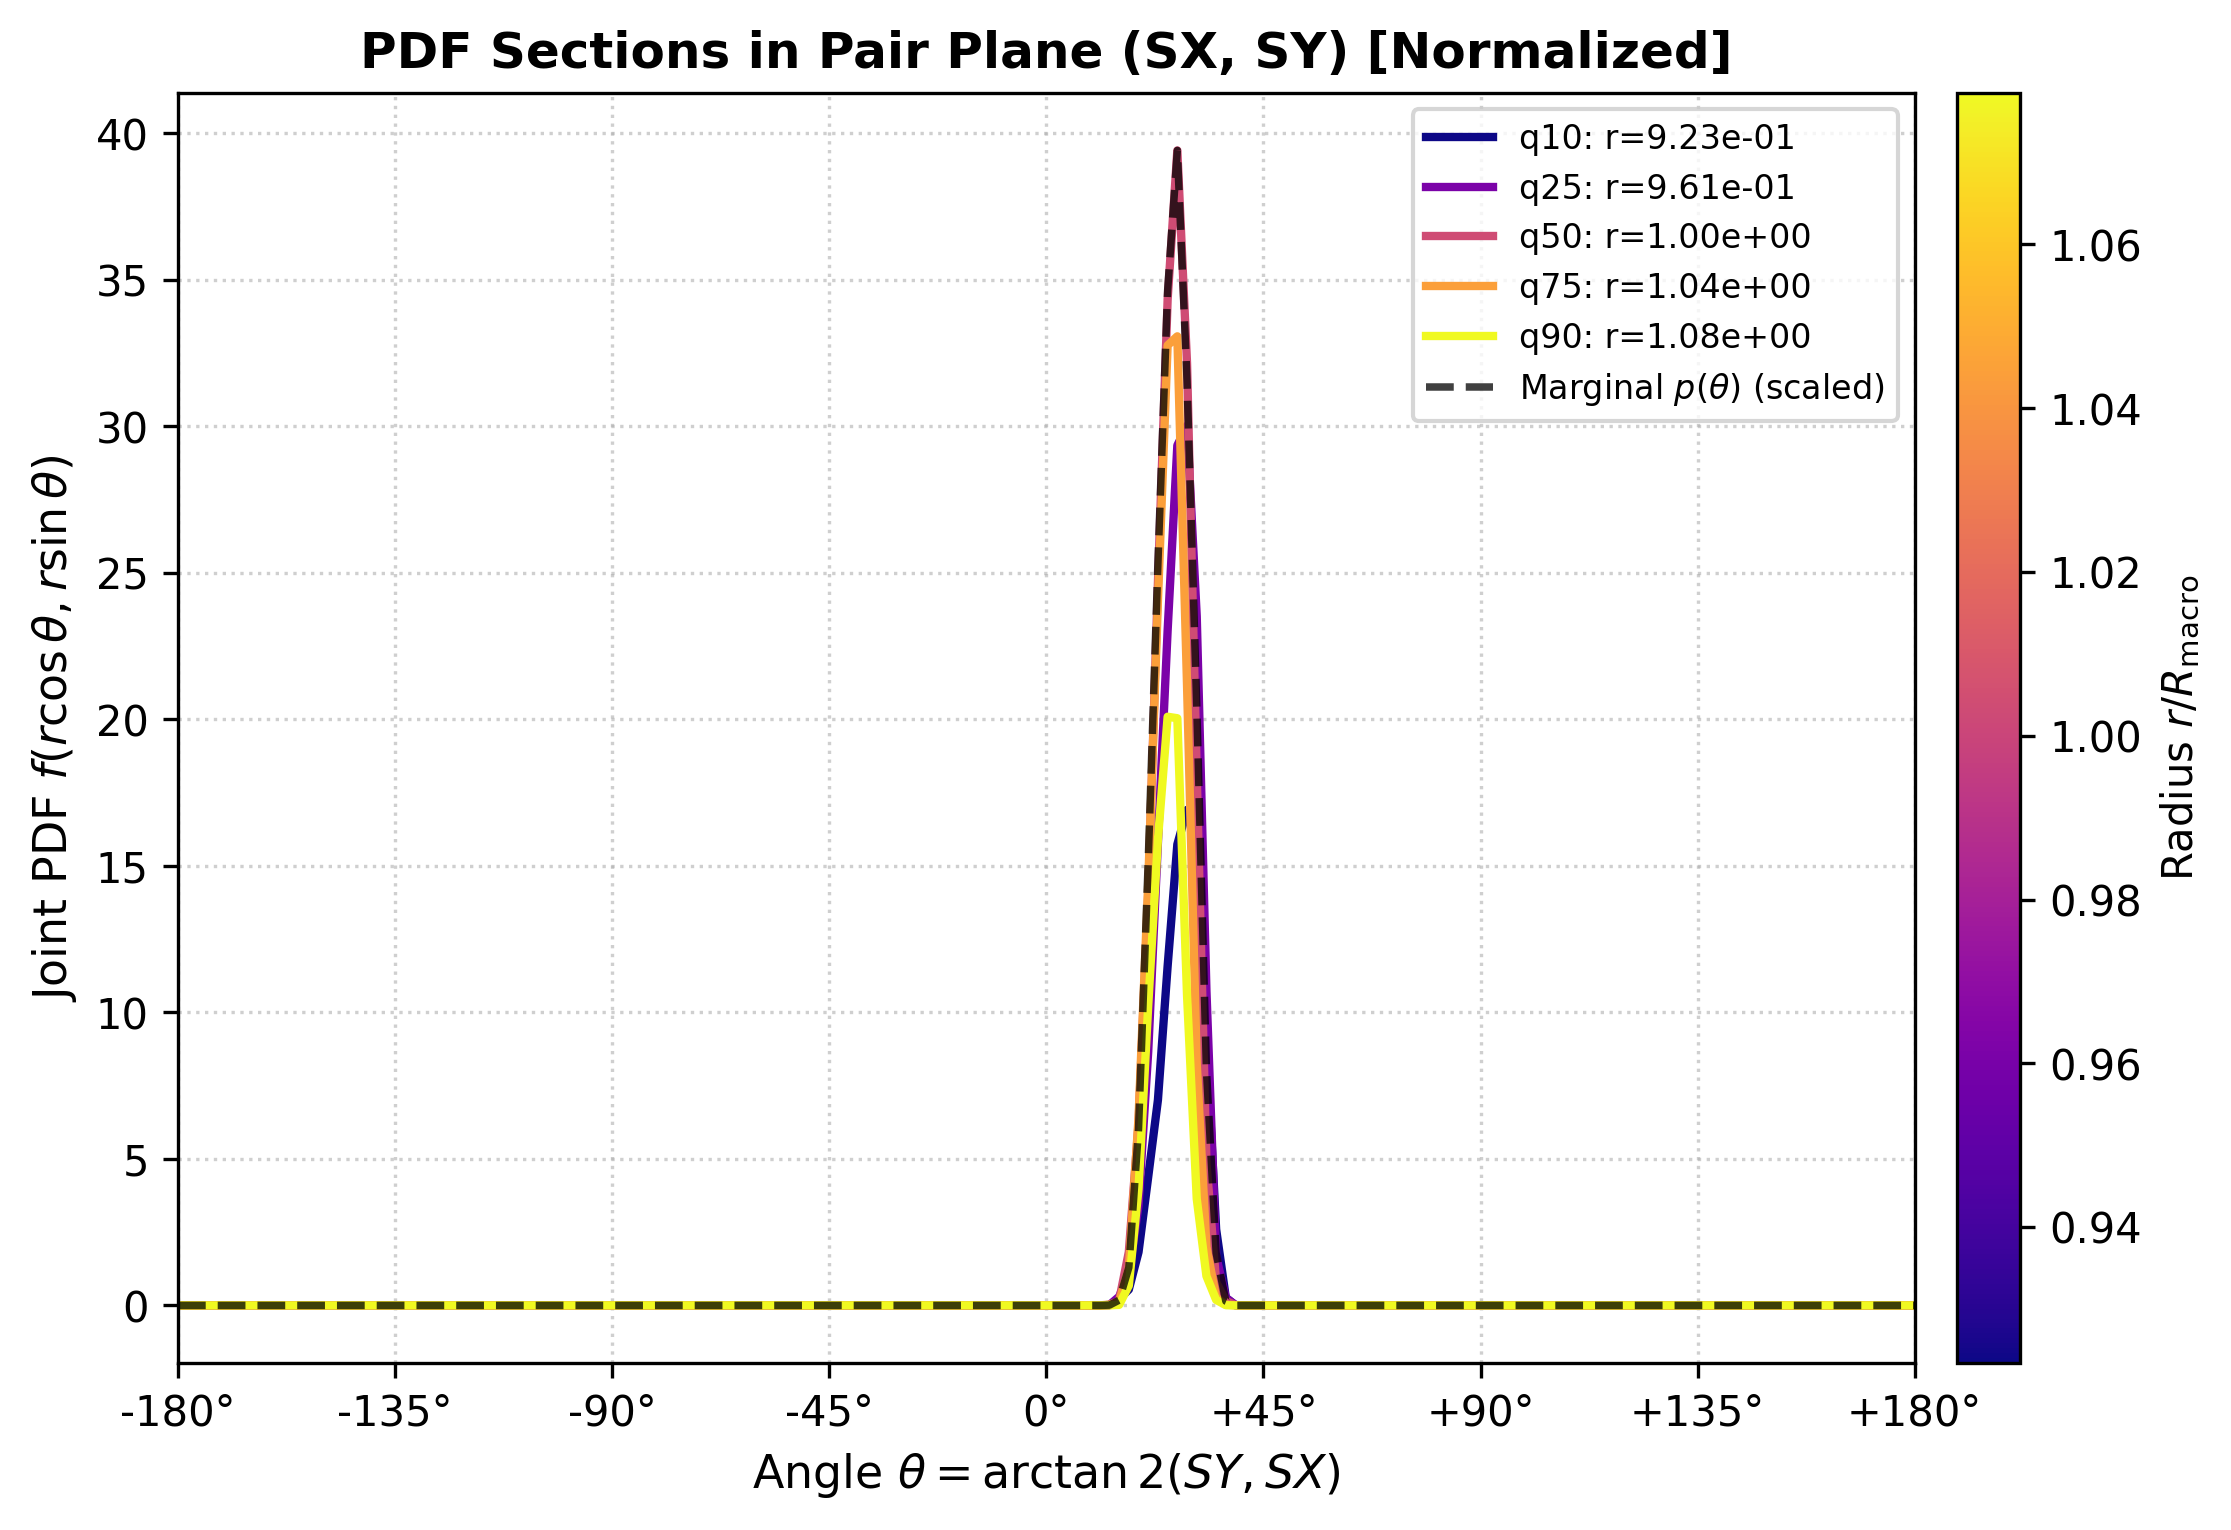 PDF Sections in Pair Plane (SX, SY) [Normalized]
Joint PDF f(r cos θ, r sin θ)
40
35
30
25
20
15
10
5
0
q10: r=9.23e-01
q25: r=9.61e-01
q50: r=1.00e+00
q75: r=1.04e+00
q90: r=1.08e+00
Marginal p(θ) (scaled)
-180° -135° -90° -45° 0° +45° +90° +135° +180°
Angle θ = arctan 2(SY, SX)
1.06
1.04
1.02
1.00
0.98
0.96
0.94
Radius r/R_macro